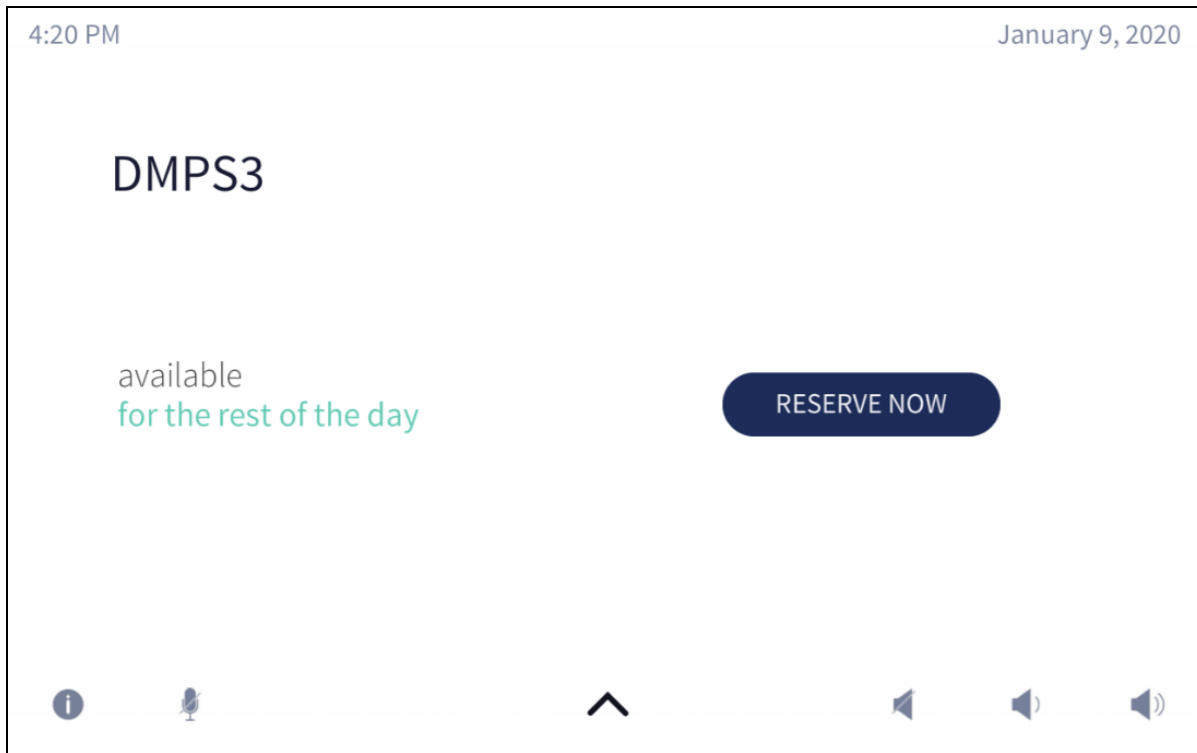 4:20 PM
January 9, 2020
DMPS3
available
for the rest of the day
RESERVE NOW